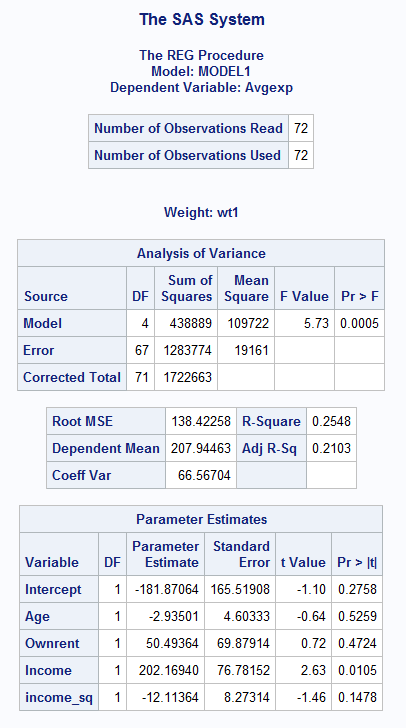 The SAS System
The REG Procedure
Model: MODEL1
Dependent Variable: Avgexp
Number of Observations Read 72
Number of Observations Used 72
Weight: wt1
Analysis of Variance
Source DF Sum of Squares Mean Square F Value Pr > F
Model 4 438889 109722 5.73 0.0005
Error 67 1283774 19161
Corrected Total 71 1722663
Root MSE 138.42258 R-Square 0.2548
Dependent Mean 207.94463 Adj R-Sq 0.2103
Coeff Var 66.56704
Parameter Estimates
Variable DF Parameter Estimate Standard Error t Value Pr > |t|
Intercept 1 -181.87064 165.51908 -1.10 0.2758
Age 1 -2.93501 4.60333 -0.64 0.5259
Ownrent 1 50.49364 69.87914 0.72 0.4724
Income 1 202.16940 76.78152 2.63 0.0105
income_sq 1 -12.11364 8.27314 -1.46 0.1478